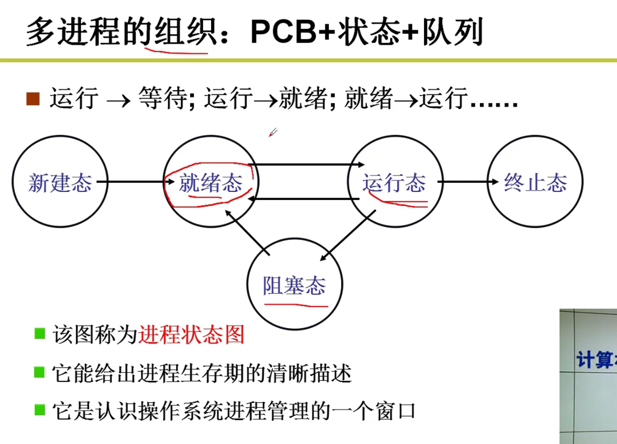 多进程的组织：PCB+状态+队列
运行 → 等待; 运行→就绪; 就绪→运行……
新建态
就绪态
运行态
终止态
阻塞态
该图称为进程状态图
它能给出进程生存期的清晰描述
它是认识操作系统进程管理的一个窗口
计算